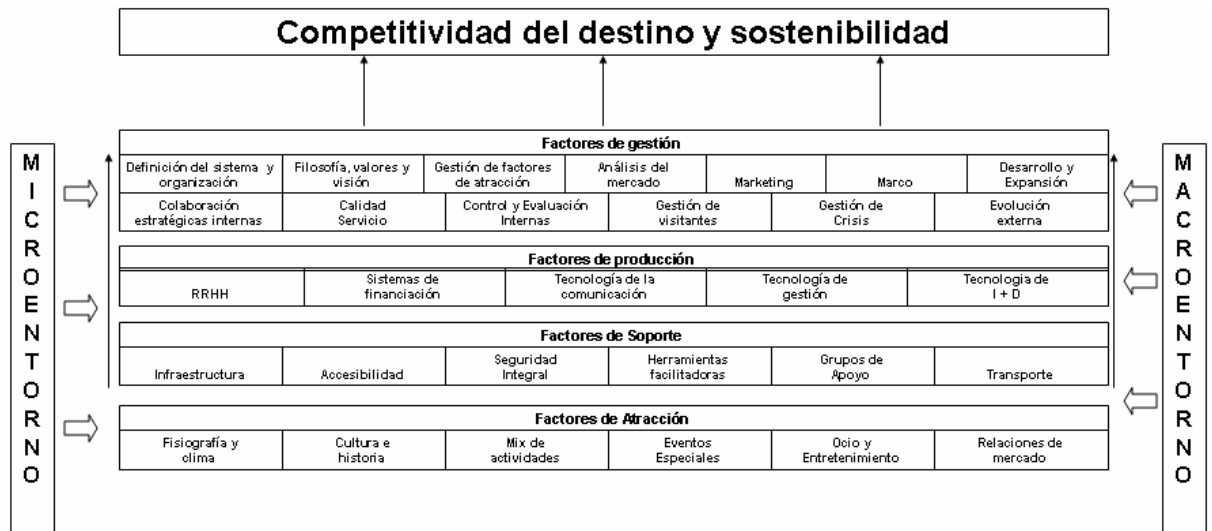 Competitividad del destino y sostenibilidad
MICROENTORNO
MACROENTORNO
Factores de gestión
Definición del sistema y
organización
Filosofía, valores y
visión
Gestión de factores
de atracción
Análisis del
mercado
Marketing
Marco
Desarrollo y
Expansión
Colaboración
estratégicas internas
Calidad
Servicio
Control y Evaluación
Internas
Gestión de
visitantes
Gestión de
Crisis
Evolución
externa
Factores de producción
RRHH
Sistemas de
financiación
Tecnología de la
comunicación
Tecnología de
gestión
Tecnologia de
I + D
Factores de Soporte
Infraestructura
Accesibilidad
Seguridad
Integral
Herramientas
facilitadoras
Grupos de
Apoyo
Transporte
Factores de Atracción
Fisiografía y
clima
Cultura e
historia
Mix de
actividades
Eventos
Especiales
Ocio y
Entretenimiento
Relaciones de
mercado